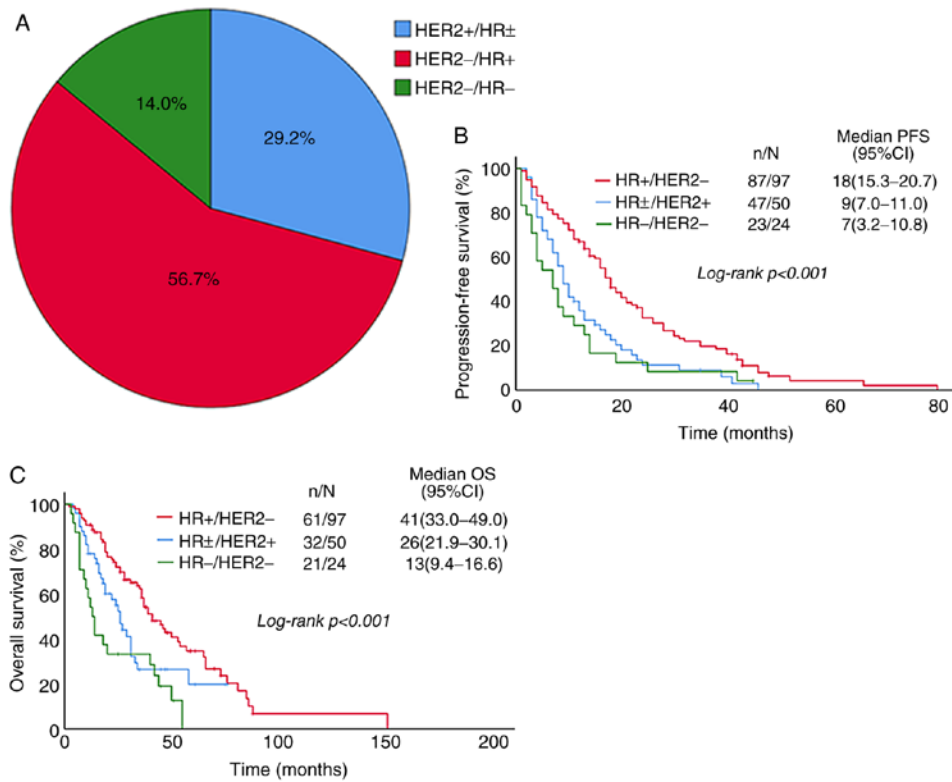 A
HER2+/HR±
HER2−/HR+
HER2−/HR−
14.0%
29.2%
56.7%
B
n/N
Median PFS
(95%CI)
HR+/HER2−
87/97
18(15.3−20.7)
HR±/HER2+
47/50
9(7.0−11.0)
HR−/HER2−
23/24
7(3.2−10.8)
Log-rank p<0.001
Progression-free survival (%)
100
80
60
40
20
0
0
20
40
60
80
Time (months)
C
n/N
Median OS
(95%CI)
HR+/HER2−
61/97
41(33.0−49.0)
HR±/HER2+
32/50
26(21.9−30.1)
HR−/HER2−
21/24
13(9.4−16.6)
Log-rank p<0.001
Overall survival (%)
100
80
60
40
20
0
0
50
100
150
200
Time (months)